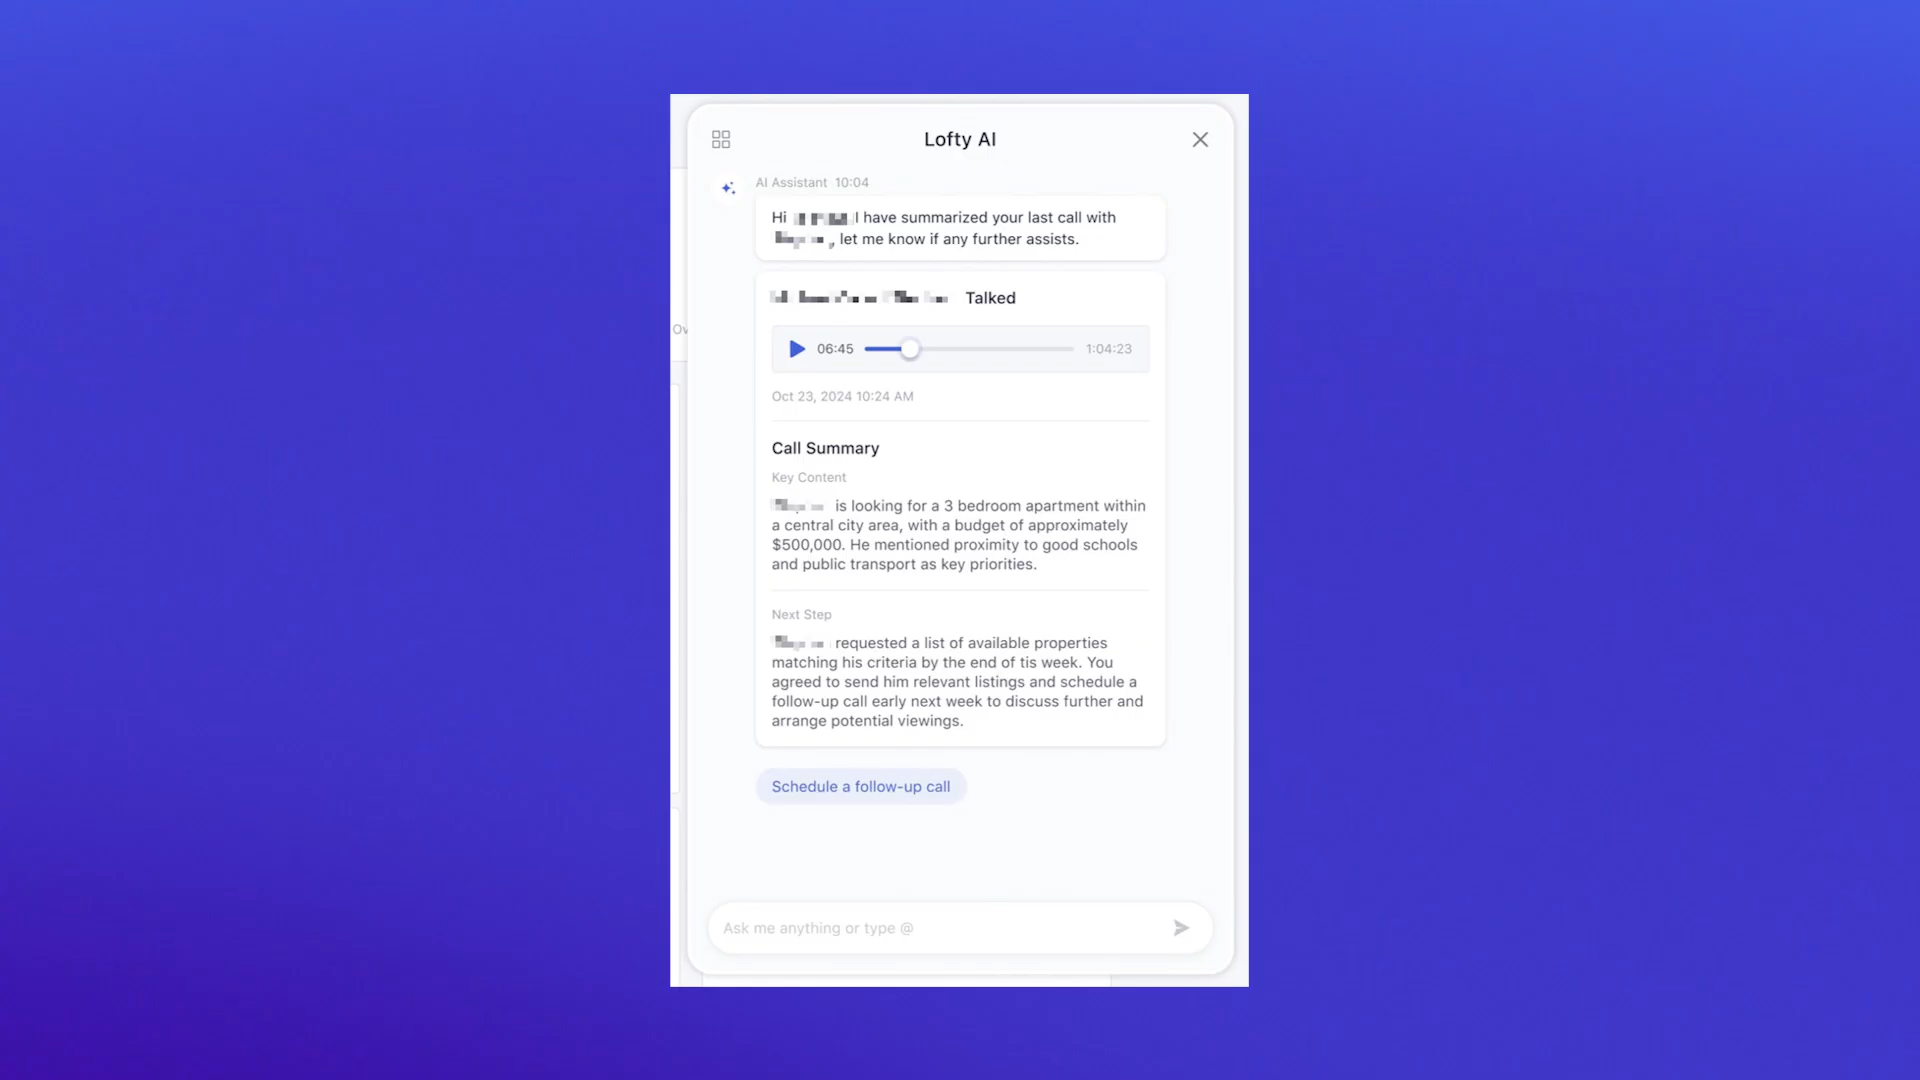 Lofty AI
AI Assistant 10:04
Hi I have summarized your last call with
, let me know if any further assists.
Talked
06:45 1:04:23
Ov
Oct 23, 2024 10:24 AM
Call Summary
Key Content
is looking for a 3 bedroom apartment within
a central city area, with a budget of approximately
$500,000. He mentioned proximity to good schools
and public transport as key priorities.
Next Step
requested a list of available properties
matching his criteria by the end of tis week. You
agreed to send him relevant listings and schedule a
follow-up call early next week to discuss further and
arrange potential viewings.
Schedule a follow-up call
Ask me anything or type @